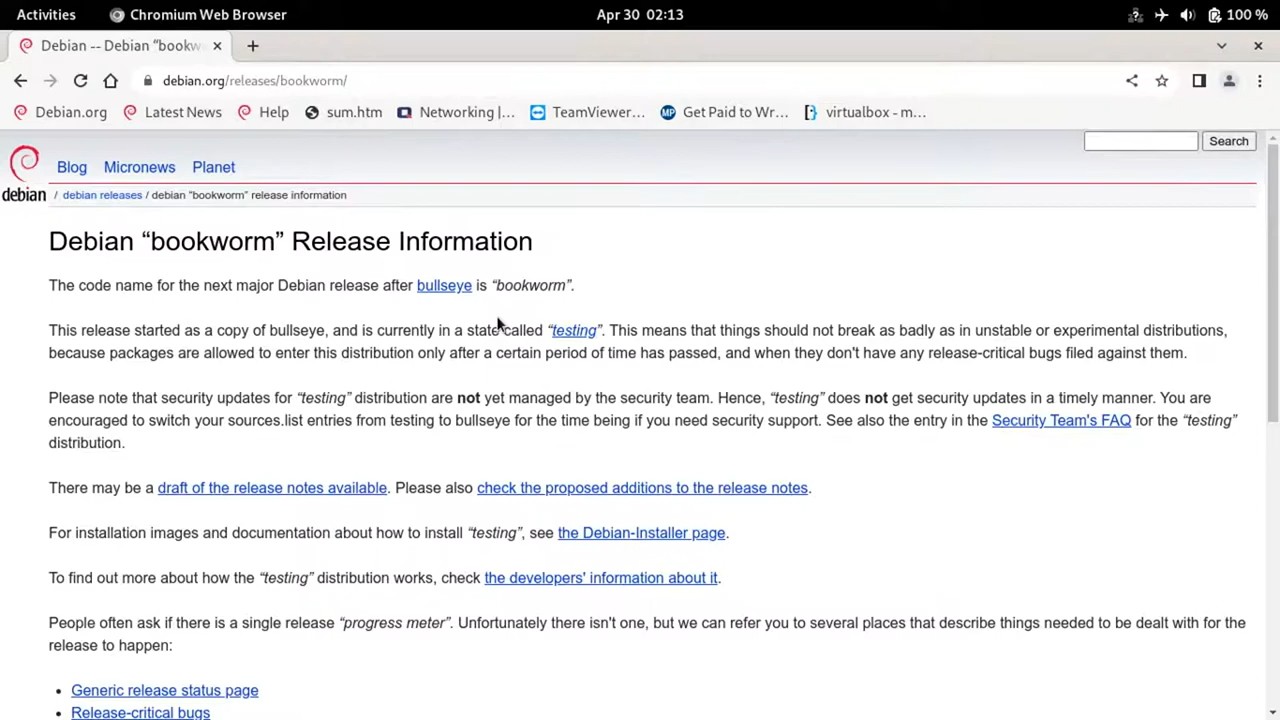 Activities Chromium Web Browser Apr 30 02:13 100 %
Debian -- Debian “bookw
debian.org/releases/bookworm/
Debian.org Latest News Help sum.htm Networking |... TeamViewer... Get Paid to Wr... virtualbox - m...
Search
Blog Micronews Planet
debian / debian releases / debian “bookworm” release information
Debian “bookworm” Release Information
The code name for the next major Debian release after bullseye is “bookworm”.
This release started as a copy of bullseye, and is currently in a state called “testing”. This means that things should not break as badly as in unstable or experimental distributions,
because packages are allowed to enter this distribution only after a certain period of time has passed, and when they don't have any release-critical bugs filed against them.
Please note that security updates for “testing” distribution are not yet managed by the security team. Hence, “testing” does not get security updates in a timely manner. You are
encouraged to switch your sources.list entries from testing to bullseye for the time being if you need security support. See also the entry in the Security Team's FAQ for the “testing”
distribution.
There may be a draft of the release notes available. Please also check the proposed additions to the release notes.
For installation images and documentation about how to install “testing”, see the Debian-Installer page.
To find out more about how the “testing” distribution works, check the developers' information about it.
People often ask if there is a single release “progress meter”. Unfortunately there isn't one, but we can refer you to several places that describe things needed to be dealt with for the
release to happen:
• Generic release status page
• Release-critical bugs